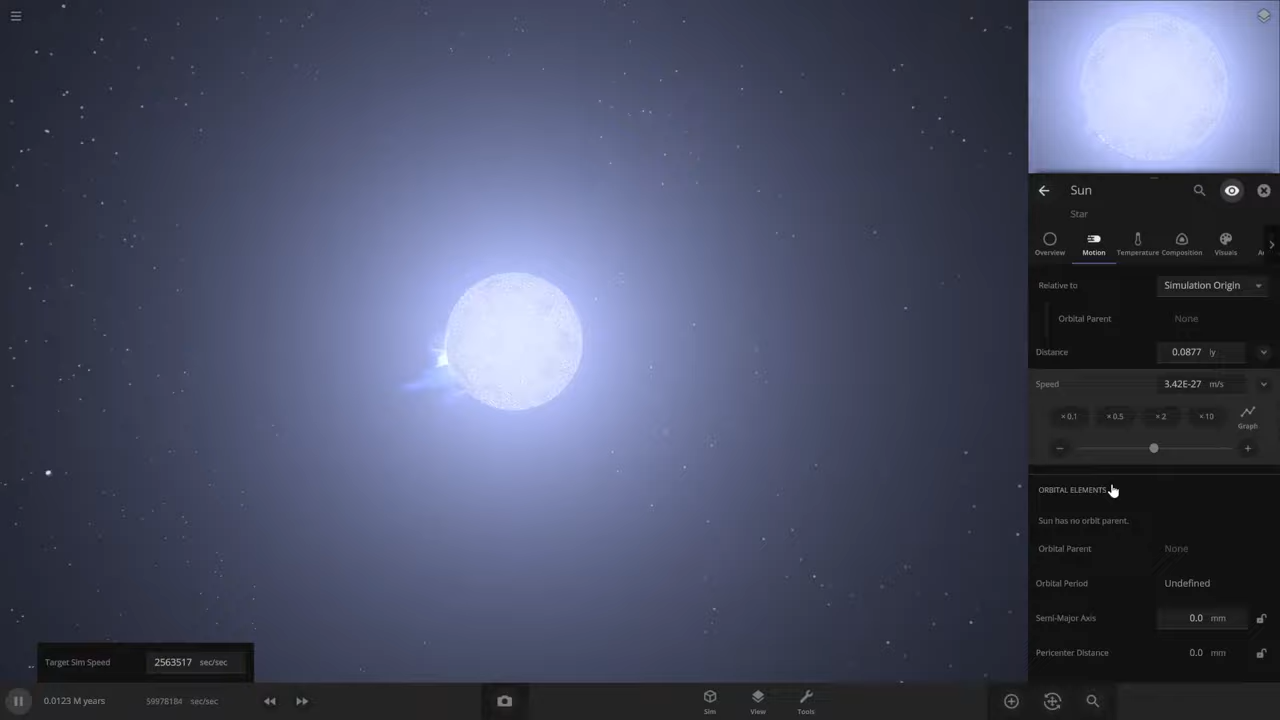 Sun
Star
Overview Motion Temperature Composition Visuals
Relative to Simulation Origin
Orbital Parent None
Distance 0.0877 ly
Speed 3.42E-27 m/s
×0.1 ×0.5 ×2 ×10 Graph
ORBITAL ELEMENTS
Sun has no orbit parent.
Orbital Parent None
Orbital Period Undefined
Semi-Major Axis 0.0 mm
Pericenter Distance 0.0 mm
Target Sim Speed 2563517 sec/sec
0.0123 M years 59978184 sec/sec
Sim View Tools